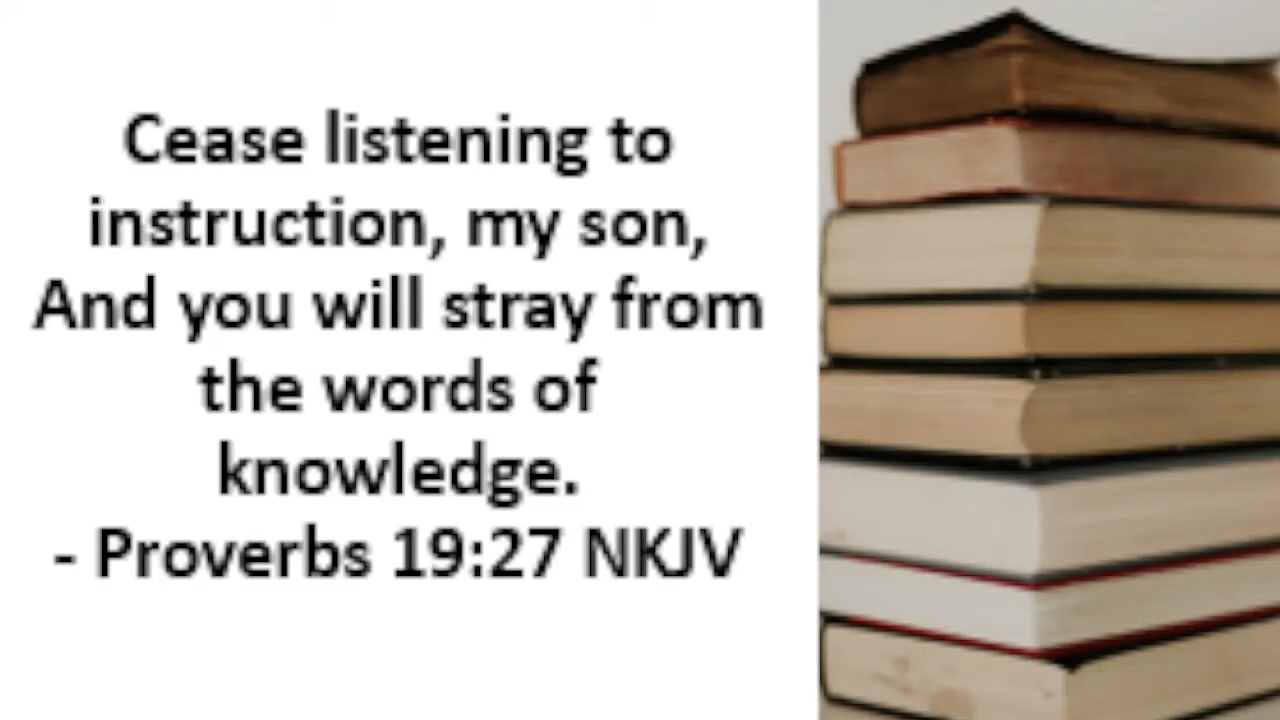 Cease listening to
instruction, my son,
And you will stray from
the words of
knowledge.
- Proverbs 19:27 NKJV